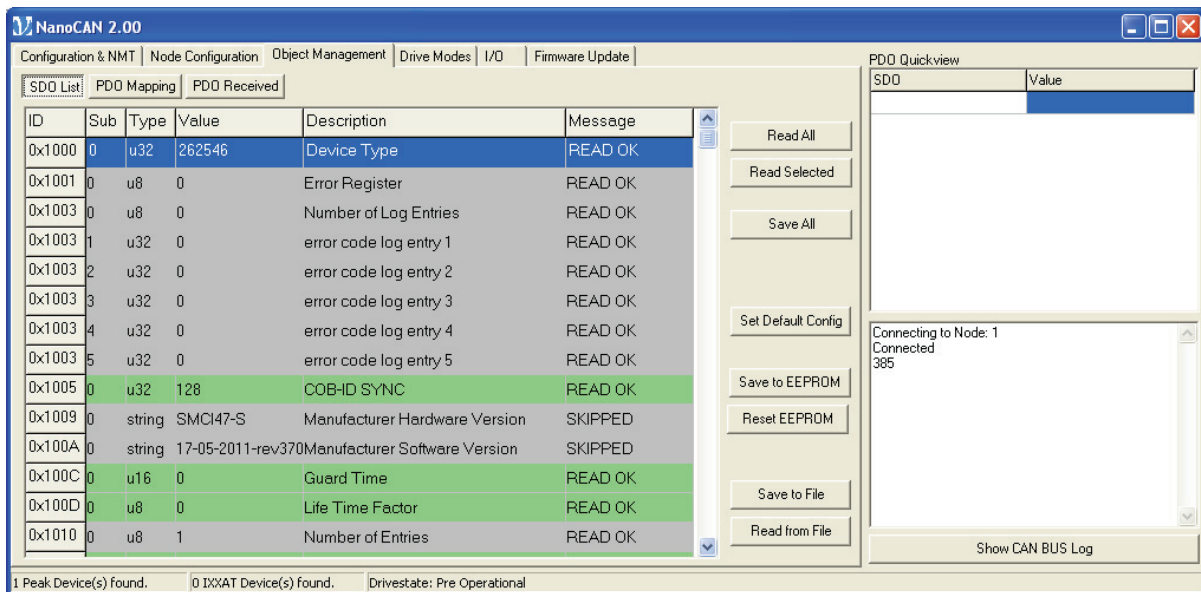 NanoCAN 2.00
Configuration & NMT Node Configuration Object Management Drive Modes I/O Firmware Update
SDO List PDO Mapping PDO Received
ID Sub Type Value Description Message
0x1000 0 u32 262546 Device Type READ OK
0x1001 0 u8 0 Error Register READ OK
0x1003 0 u8 0 Number of Log Entries READ OK
0x1003 1 u32 0 error code log entry 1 READ OK
0x1003 2 u32 0 error code log entry 2 READ OK
0x1003 3 u32 0 error code log entry 3 READ OK
0x1003 4 u32 0 error code log entry 4 READ OK
0x1003 5 u32 0 error code log entry 5 READ OK
0x1005 0 u32 128 COB-ID SYNC READ OK
0x1009 0 string SMCI47-S Manufacturer Hardware Version SKIPPED
0x100A 0 string 17-05-2011-rev370 Manufacturer Software Version SKIPPED
0x100C 0 u16 0 Guard Time READ OK
0x100D 0 u8 0 Life Time Factor READ OK
0x1010 0 u8 1 Number of Entries READ OK
Read All
Read Selected
Save All
Set Default Config
Save to EEPROM
Reset EEPROM
Save to File
Read from File
PDO Quickview
SDO Value
Connecting to Node: 1
Connected
385
Show CAN BUS Log
1 Peak Device(s) found. 0 IXXAT Device(s) found. Drivestate: Pre Operational